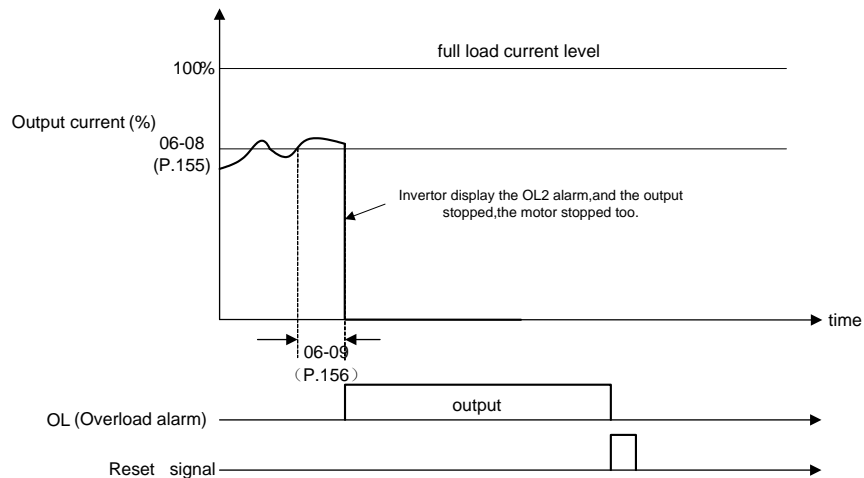 full load current level
100%
Output current (%)
06-08
(P.155)
Invertor display the OL2 alarm,and the output
stopped,the motor stopped too.
time
06-09
（P.156）
output
OL (Overload alarm)
Reset signal